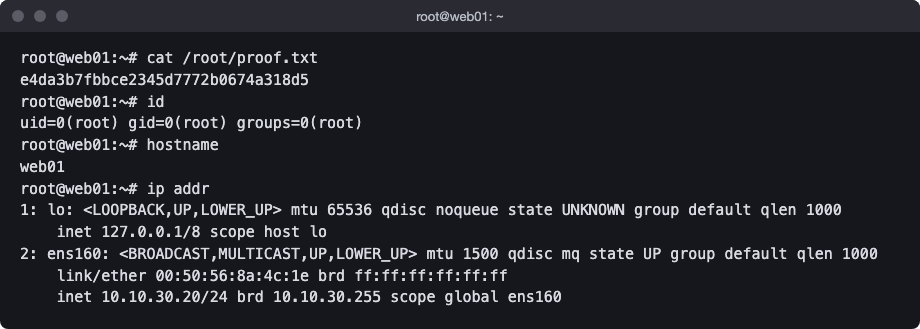 root@web01: ~
root@web01:~# cat /root/proof.txt
e4da3b7fbbce2345d7772b0674a318d5
root@web01:~# id
uid=0(root) gid=0(root) groups=0(root)
root@web01:~# hostname
web01
root@web01:~# ip addr
1: lo: <LOOPBACK,UP,LOWER_UP> mtu 65536 qdisc noqueue state UNKNOWN group default qlen 1000
    inet 127.0.0.1/8 scope host lo
2: ens160: <BROADCAST,MULTICAST,UP,LOWER_UP> mtu 1500 qdisc mq state UP group default qlen 1000
    link/ether 00:50:56:8a:4c:1e brd ff:ff:ff:ff:ff:ff
    inet 10.10.30.20/24 brd 10.10.30.255 scope global ens160